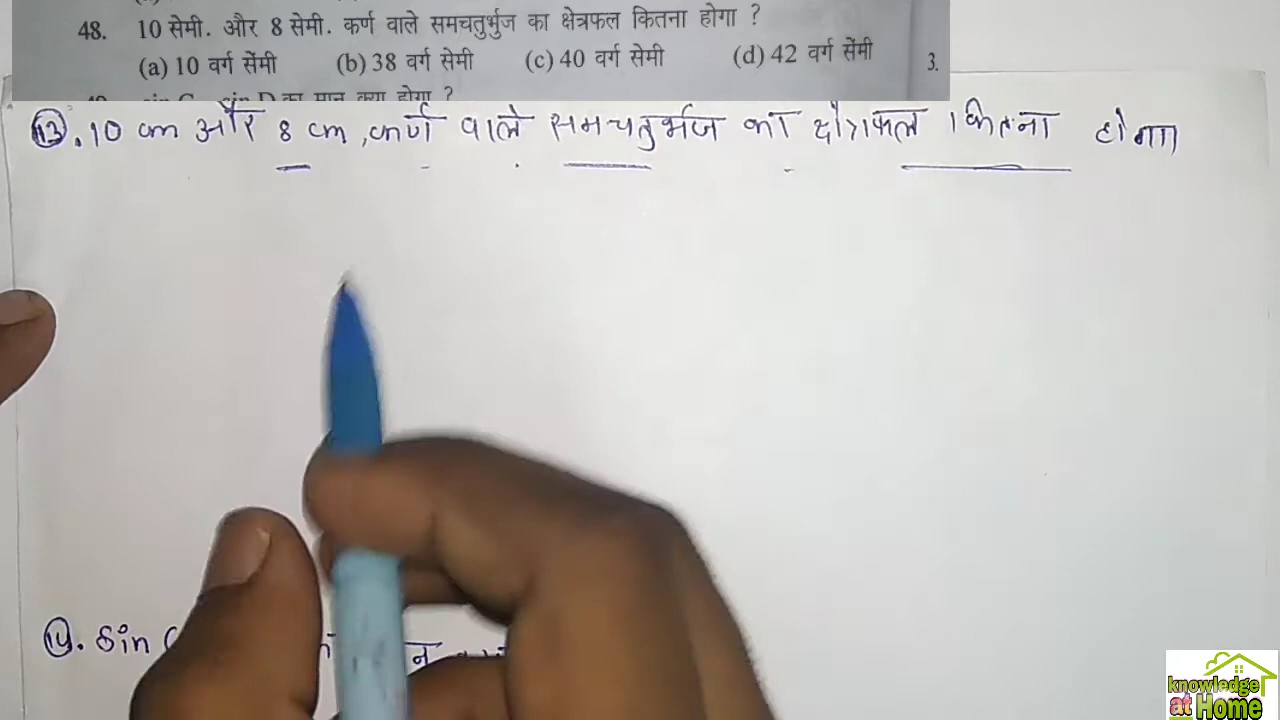 48. 10 सेमी. और 8 सेमी. कर्ण वाले समचतुर्भुज का क्षेत्रफल कितना होगा ?
(a) 10 वर्ग सेंमी (b) 38 वर्ग सेमी (c) 40 वर्ग सेमी (d) 42 वर्ग सेंमी
3.
का मान क्या होगा ?
13. 10 cm और 8 cm, कर्ण वाले समचतुर्भुज का क्षेत्रफल कितना होगा
14. Sin
knowledge
at Home